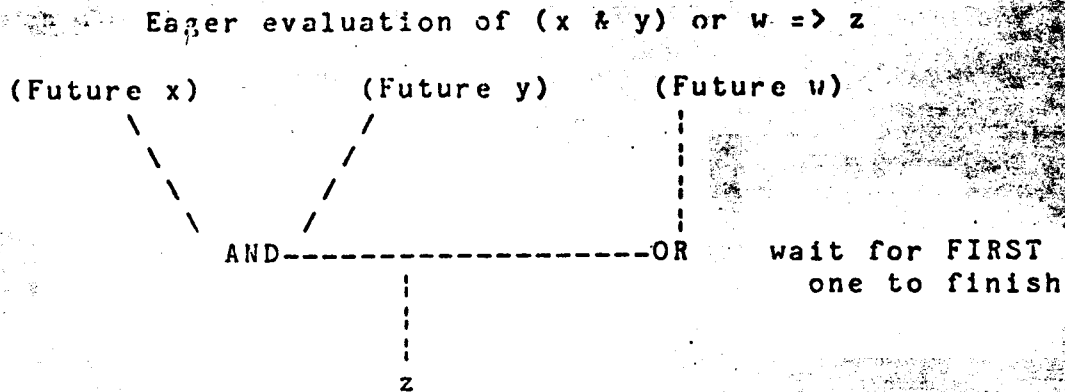 Eager evaluation of (x & y) or w => z
(Future x) (Future y) (Future w)
AND--------------------OR wait for FIRST
one to finish
z